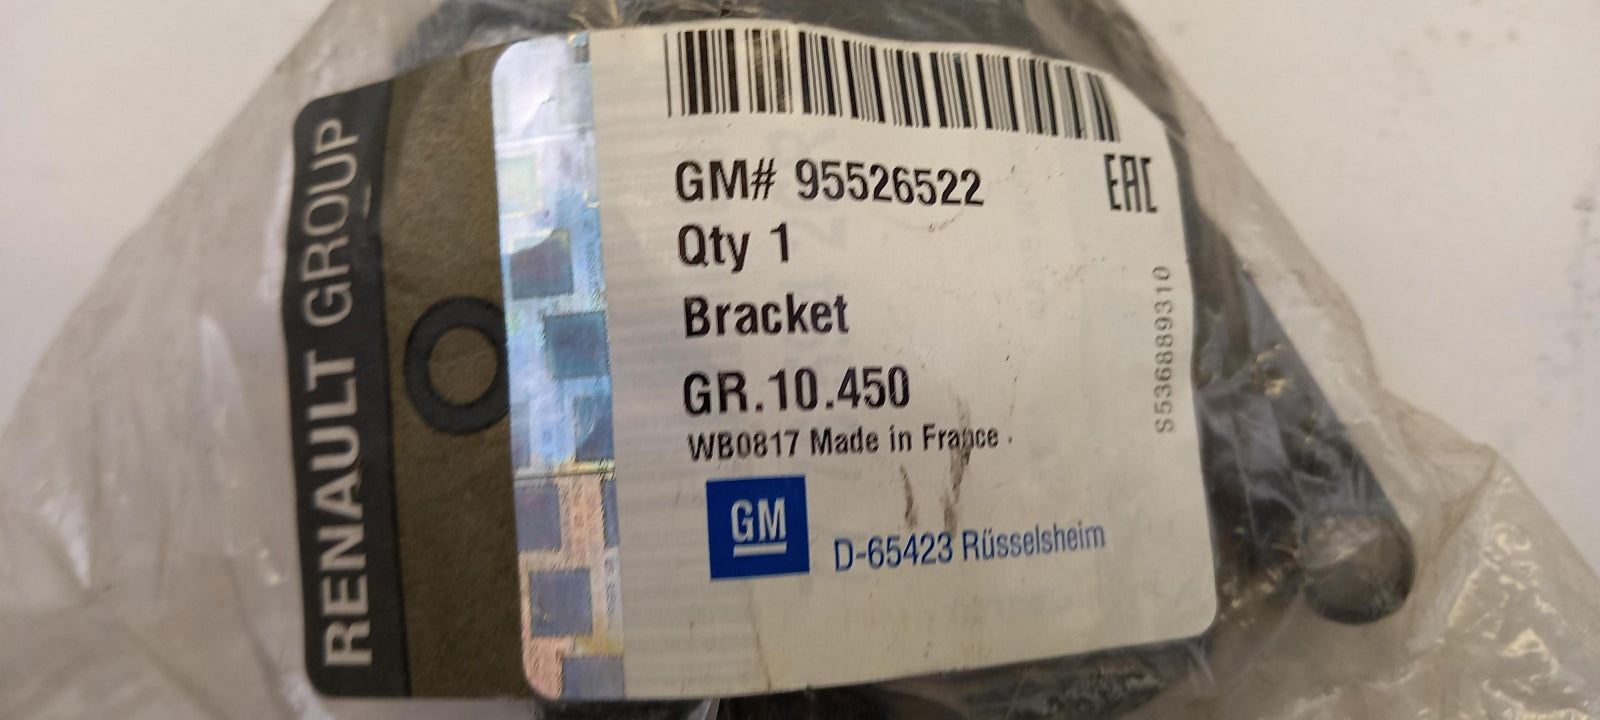 RENAULT GROUP
GM# 95526522
EAC
Qty 1
Bracket
GR.10.450
WB0817 Made in France
GM
D-65423 Rüsselsheim
S536889310